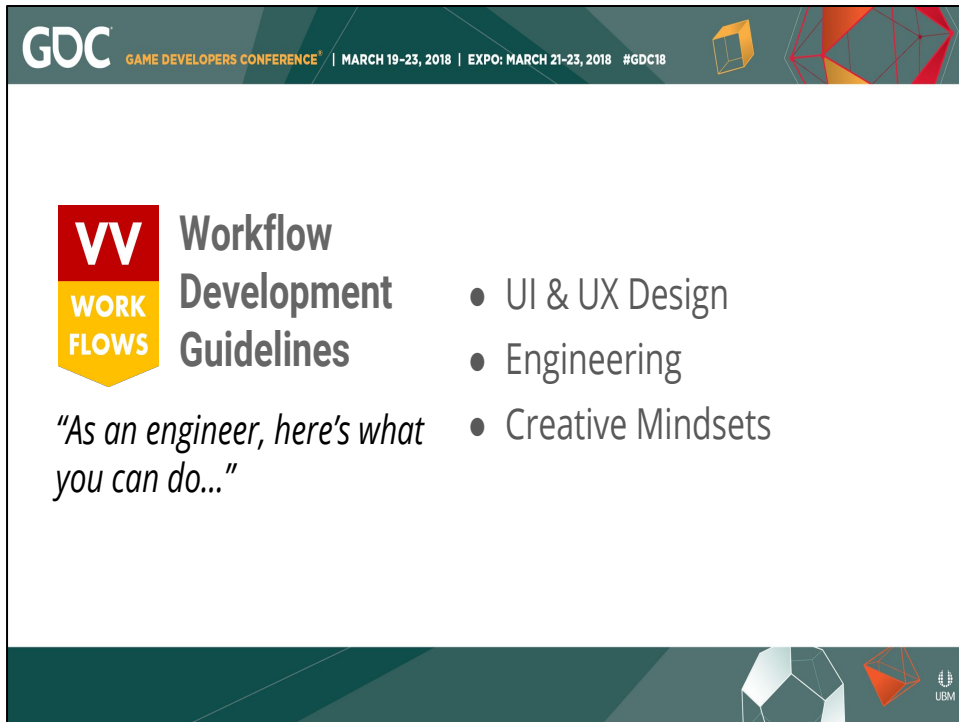 GDC GAME DEVELOPERS CONFERENCE® | MARCH 19–23, 2018 | EXPO: MARCH 21–23, 2018 #GDC18
VV
WORK
FLOWS
Workflow
Development
Guidelines
“As an engineer, here’s what
you can do…”
● UI & UX Design
● Engineering
● Creative Mindsets
UBM